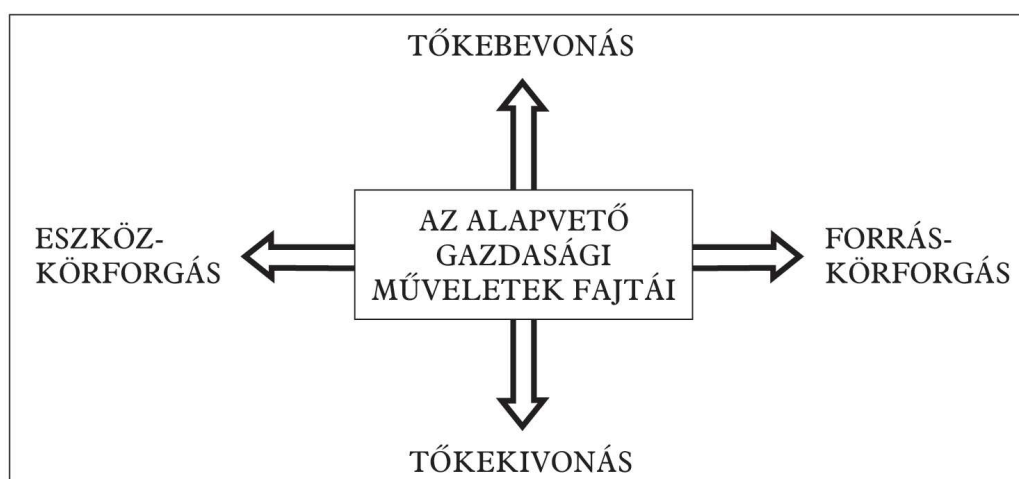 TŐKEBEVONÁS
ESZKÖZ-
KÖRFORGÁS
AZ ALAPVETŐ
GAZDASÁGI
MŰVELETEK FAJTÁI
FORRÁS-
KÖRFORGÁS
TŐKEKIVONÁS